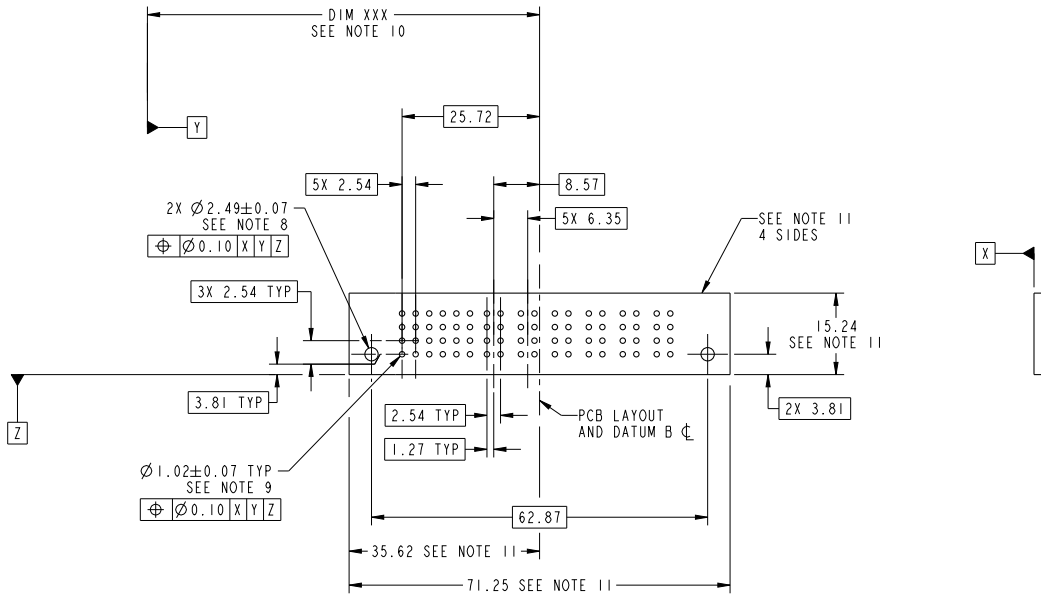 DIM XXX
SEE NOTE 10
Y
25.72
5X 2.54
8.57
2X Ø2.49±0.07
SEE NOTE 8
5X 6.35
SEE NOTE 11
4 SIDES
⌖ Ø0.10 X Y Z
X
3X 2.54 TYP
15.24
SEE NOTE 11
3.81 TYP
2.54 TYP
PCB LAYOUT
AND DATUM B ℄
2X 3.81
Z
1.27 TYP
Ø1.02±0.07 TYP
SEE NOTE 9
⌖ Ø0.10 X Y Z
62.87
35.62 SEE NOTE 11
71.25 SEE NOTE 11